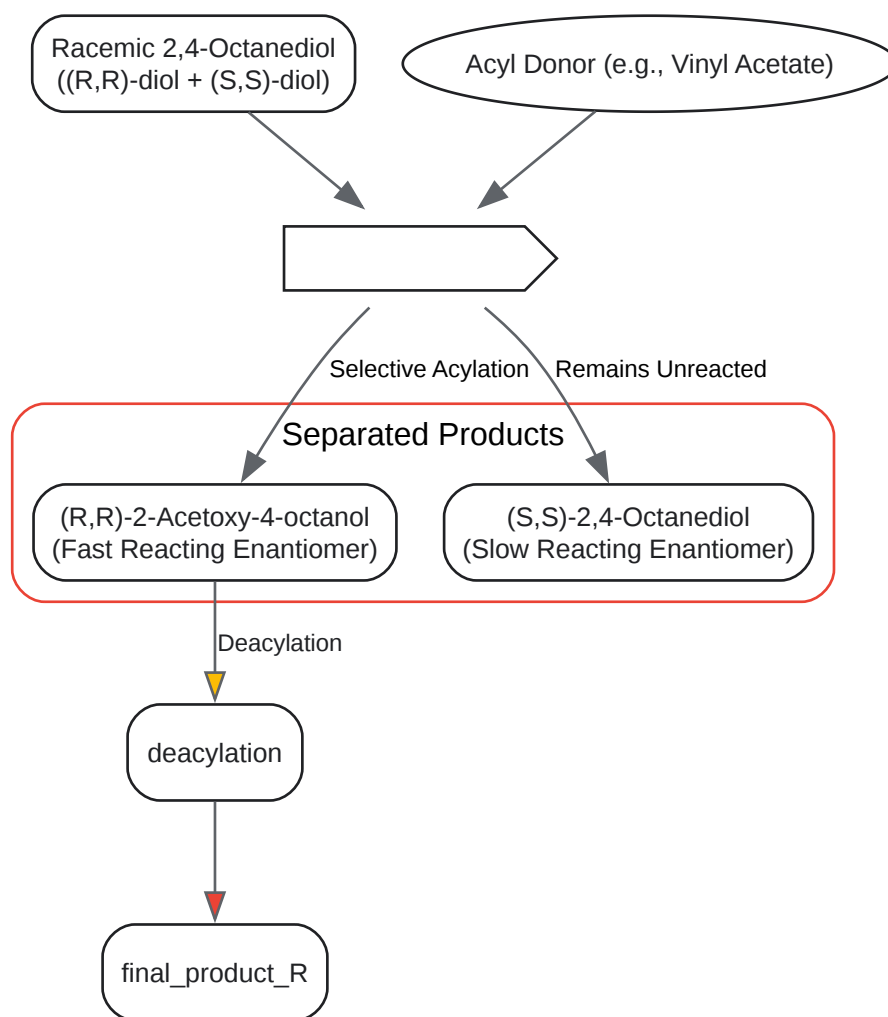 Racemic 2,4-Octanediol
((R,R)-diol + (S,S)-diol)
Acyl Donor (e.g., Vinyl Acetate)
Selective Acylation
Remains Unreacted
Separated Products
(R,R)-2-Acetoxy-4-octanol
(Fast Reacting Enantiomer)
(S,S)-2,4-Octanediol
(Slow Reacting Enantiomer)
Deacylation
deacylation
final_product_R